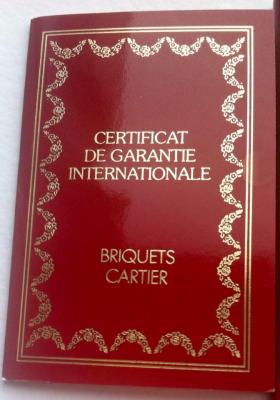 CERTIFICAT
DE GARANTIE
INTERNATIONALE
BRIQUETS
CARTIER